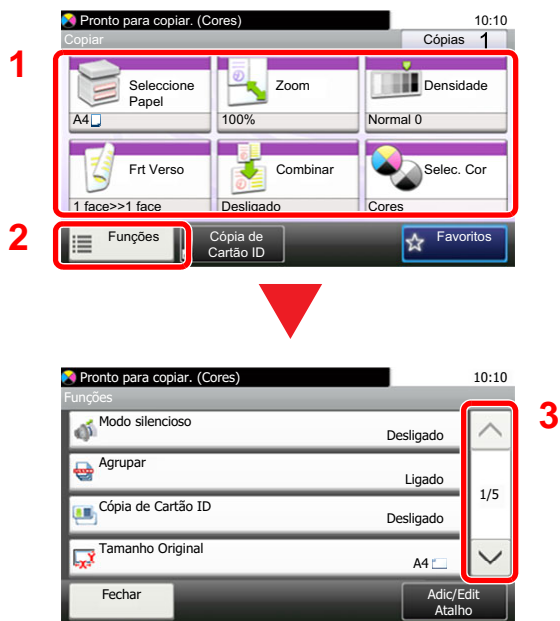 Pronto para copiar. (Cores)
10:10
Copiar
Cópias 1
1
Seleccione
Papel
A4
Zoom
100%
Densidade
Normal 0
Frt Verso
1 face>>1 face
Combinar
Desligado
Selec. Cor
Cores
2
Funções
Cópia de
Cartão ID
Favoritos
Pronto para copiar. (Cores)
10:10
Funções
3
Modo silencioso
Desligado
Agrupar
Ligado
1/5
Cópia de Cartão ID
Desligado
Tamanho Original
A4
Fechar
Adic/Edit
Atalho